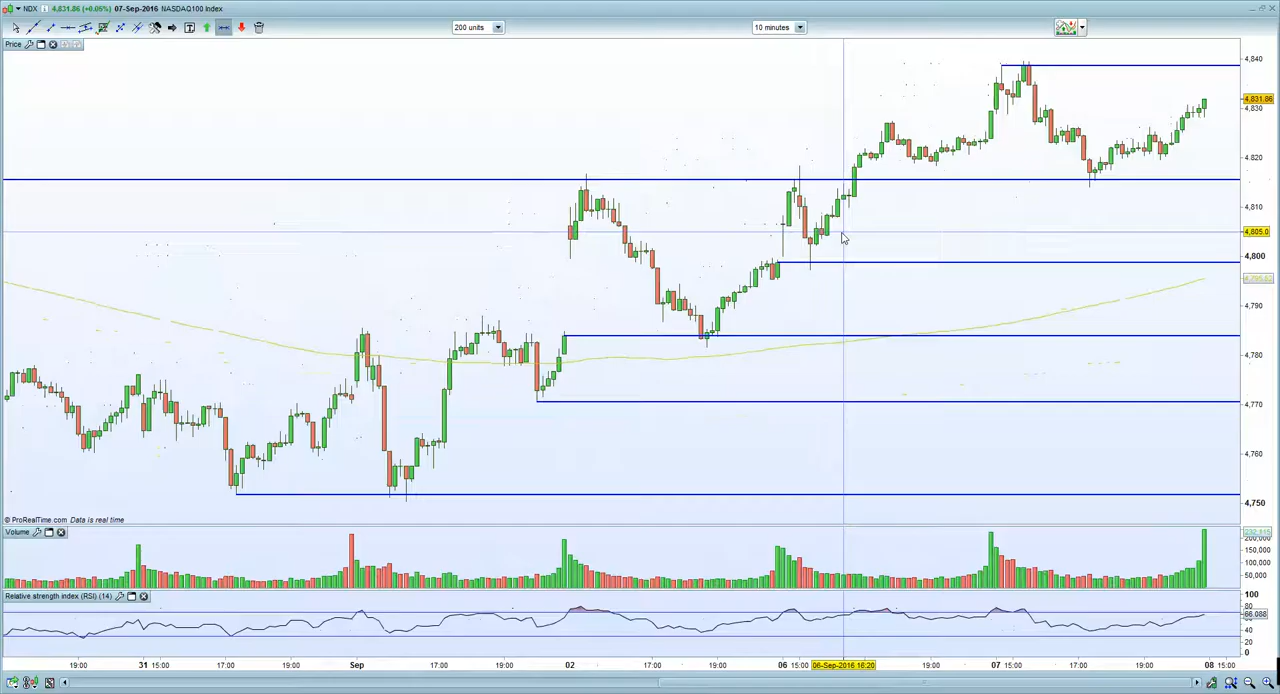 NDX 4,831.86 (+0.05%) 07-Sep-2016 NASDAQ100 Index
200 units
10 minutes
Price
4,840
4,831.86
4,830
4,820
4,810
4,805.0
4,800
4,790
4,780
4,770
4,760
4,750
© ProRealTime.com Data is real time
Volume
200,000
150,000
100,000
50,000
Relative strength index (RSI) (14)
100
80
40
20
0
19:00 31 15:00 17:00 19:00 Sep 17:00 19:00 02 17:00 19:00 06 15:00 06-Sep-2016 16:20 19:00 07 15:00 17:00 19:00 08 15:00